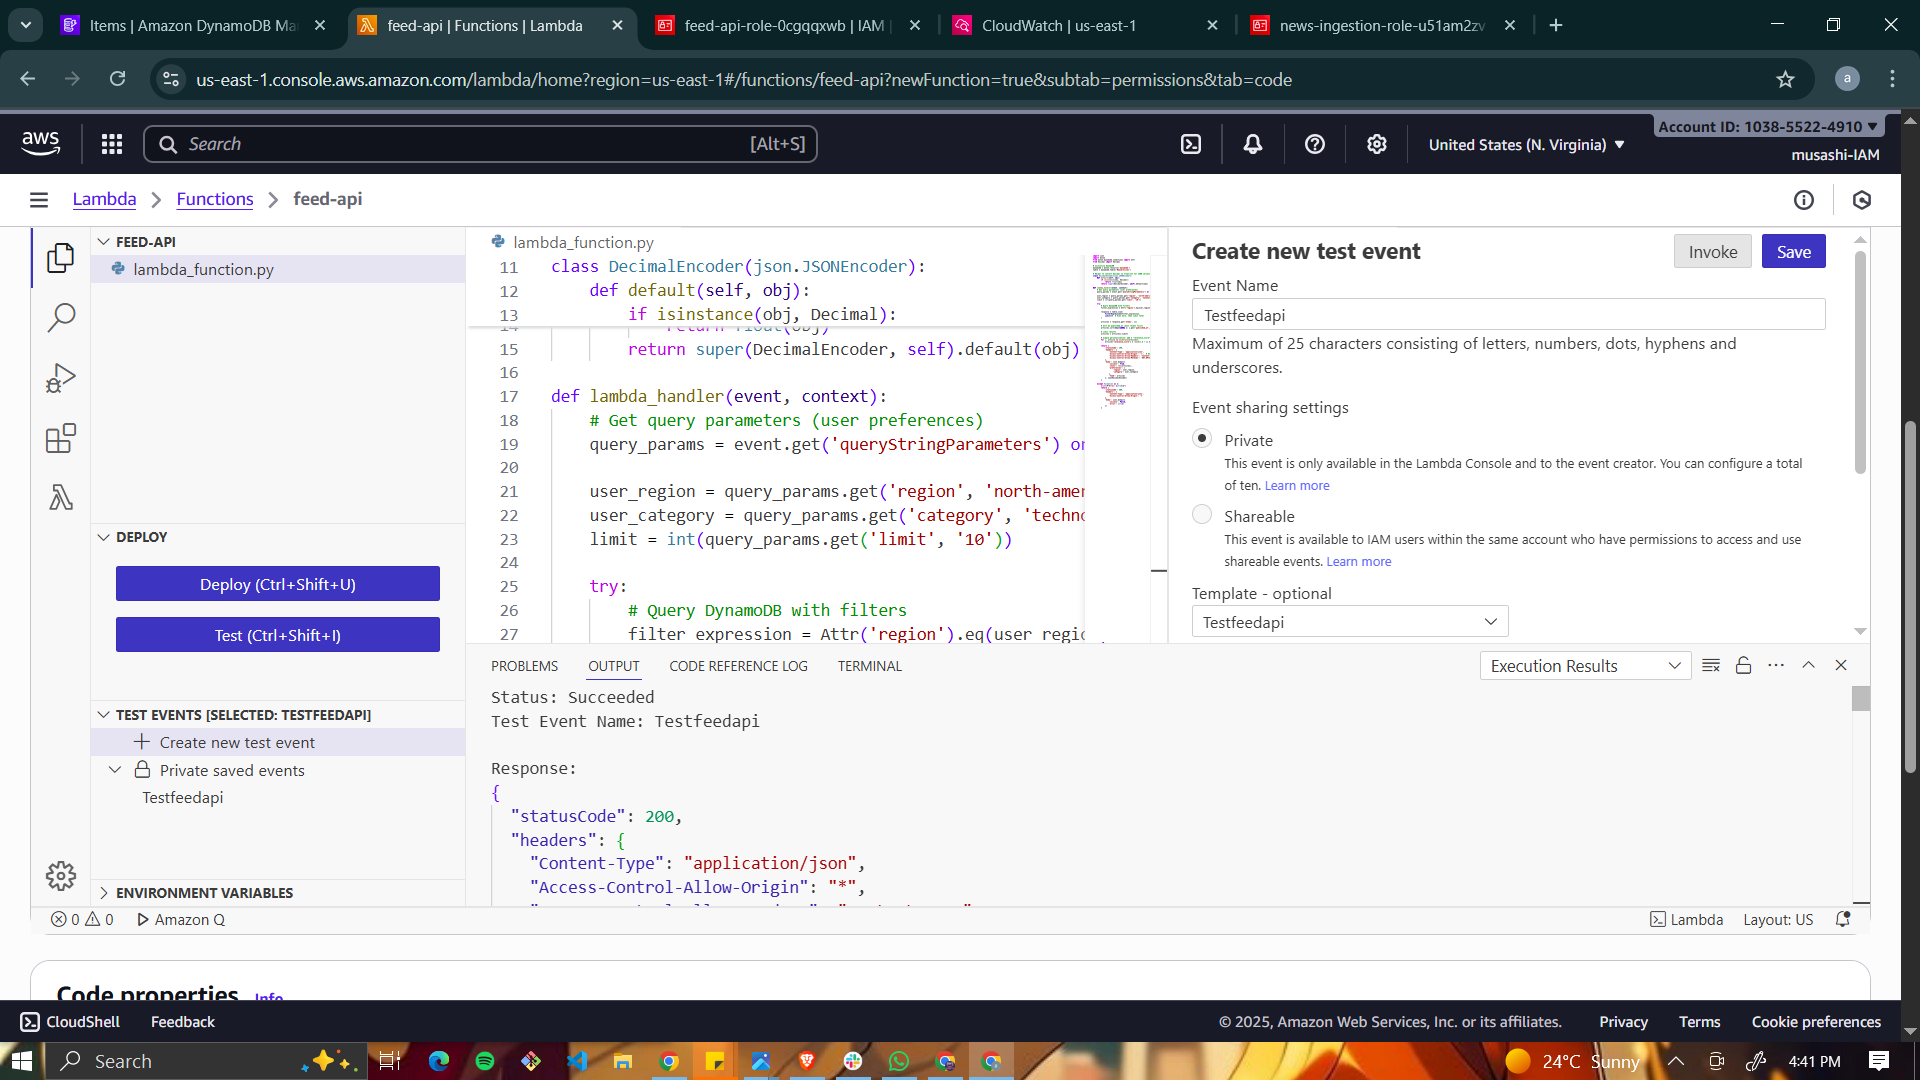 Items | Amazon DynamoDB Ma
feed-api | Functions | Lambda
feed-api-role-0cgqqxwb | IAM
CloudWatch | us-east-1
news-ingestion-role-u51am2zv
us-east-1.console.aws.amazon.com/lambda/home?region=us-east-1#/functions/feed-api?newFunction=true&subtab=permissions&tab=code
a
aws
Search
[Alt+S]
United States (N. Virginia)
Account ID: 1038-5522-4910
musashi-IAM
Lambda
Functions
feed-api
FEED-API
lambda_function.py
DEPLOY
Deploy (Ctrl+Shift+U)
Test (Ctrl+Shift+I)
TEST EVENTS [SELECTED: TESTFEEDAPI]
Create new test event
Private saved events
Testfeedapi
ENVIRONMENT VARIABLES
lambda_function.py
11 class DecimalEncoder(json.JSONEncoder):
12 def default(self, obj):
13 if isinstance(obj, Decimal):
14 return float(obj)
15 return super(DecimalEncoder, self).default(obj)
16
17 def lambda_handler(event, context):
18 # Get query parameters (user preferences)
19 query_params = event.get('queryStringParameters') or
20
21 user_region = query_params.get('region', 'north-amer
22 user_category = query_params.get('category', 'techno
23 limit = int(query_params.get('limit', '10'))
24
25 try:
26 # Query DynamoDB with filters
27 filter_expression = Attr('region').eq(user_regio
Create new test event
Invoke
Save
Event Name
Testfeedapi
Maximum of 25 characters consisting of letters, numbers, dots, hyphens and
underscores.
Event sharing settings
Private
This event is only available in the Lambda Console and to the event creator. You can configure a total
of ten. Learn more
Shareable
This event is available to IAM users within the same account who have permissions to access and use
shareable events. Learn more
Template - optional
Testfeedapi
PROBLEMS
OUTPUT
CODE REFERENCE LOG
TERMINAL
Execution Results
Status: Succeeded
Test Event Name: Testfeedapi
Response:
{
"statusCode": 200,
"headers": {
"Content-Type": "application/json",
"Access-Control-Allow-Origin": "*",
0
0
Amazon Q
Lambda
Layout: US
Code properties
Info
CloudShell
Feedback
© 2025, Amazon Web Services, Inc. or its affiliates.
Privacy
Terms
Cookie preferences
Search
24°C Sunny
4:41 PM